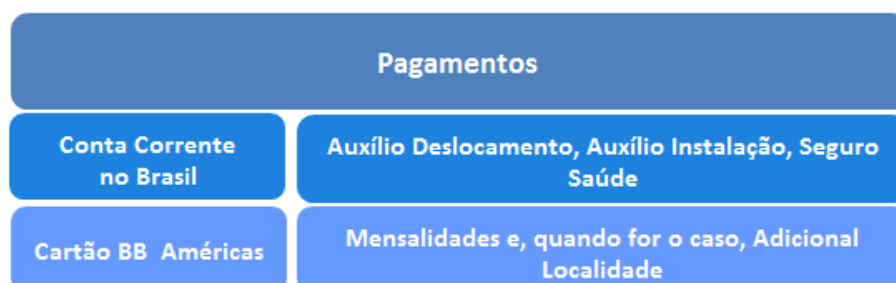 Pagamentos
Conta Corrente
no Brasil
Auxílio Deslocamento, Auxílio Instalação, Seguro
Saúde
Cartão BB Américas
Mensalidades e, quando for o caso, Adicional
Localidade